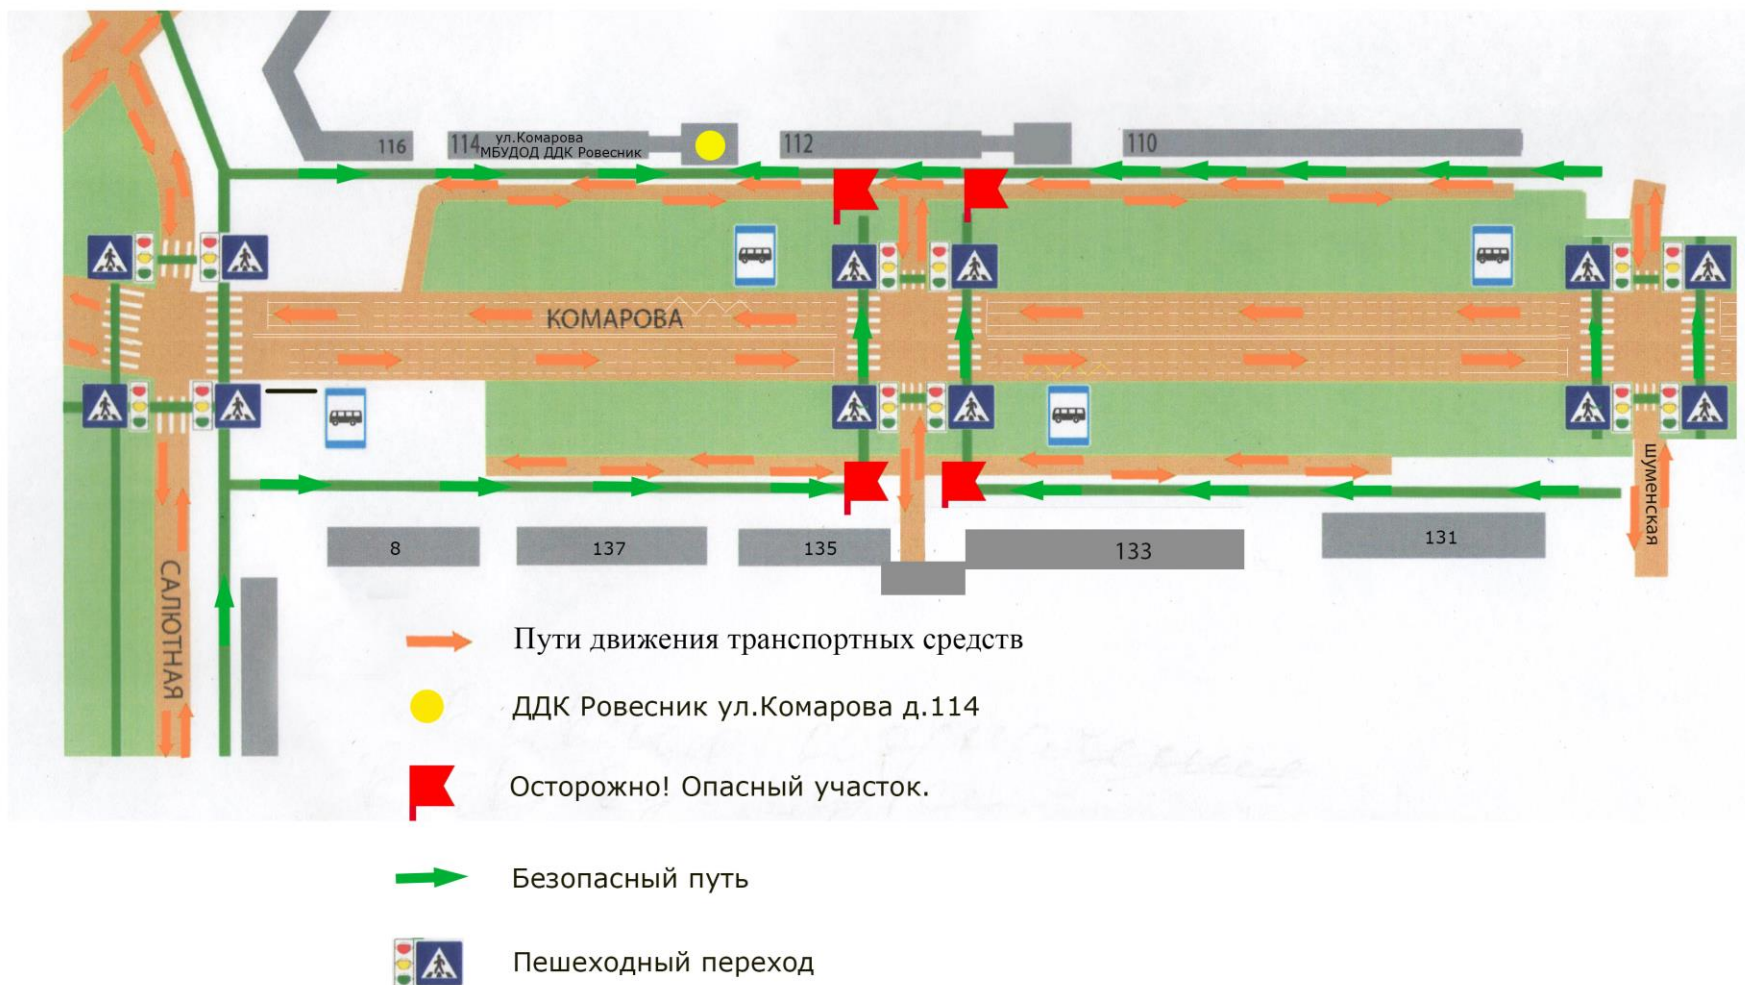 116
114
ул.Комарова
МБУДОД ДДК Ровесник
112
110
КОМАРОВА
шуменская
8
137
135
133
131
САЛЮТНАЯ
Пути движения транспортных средств
ДДК Ровесник ул.Комарова д.114
Осторожно! Опасный участок.
Безопасный путь
Пешеходный переход